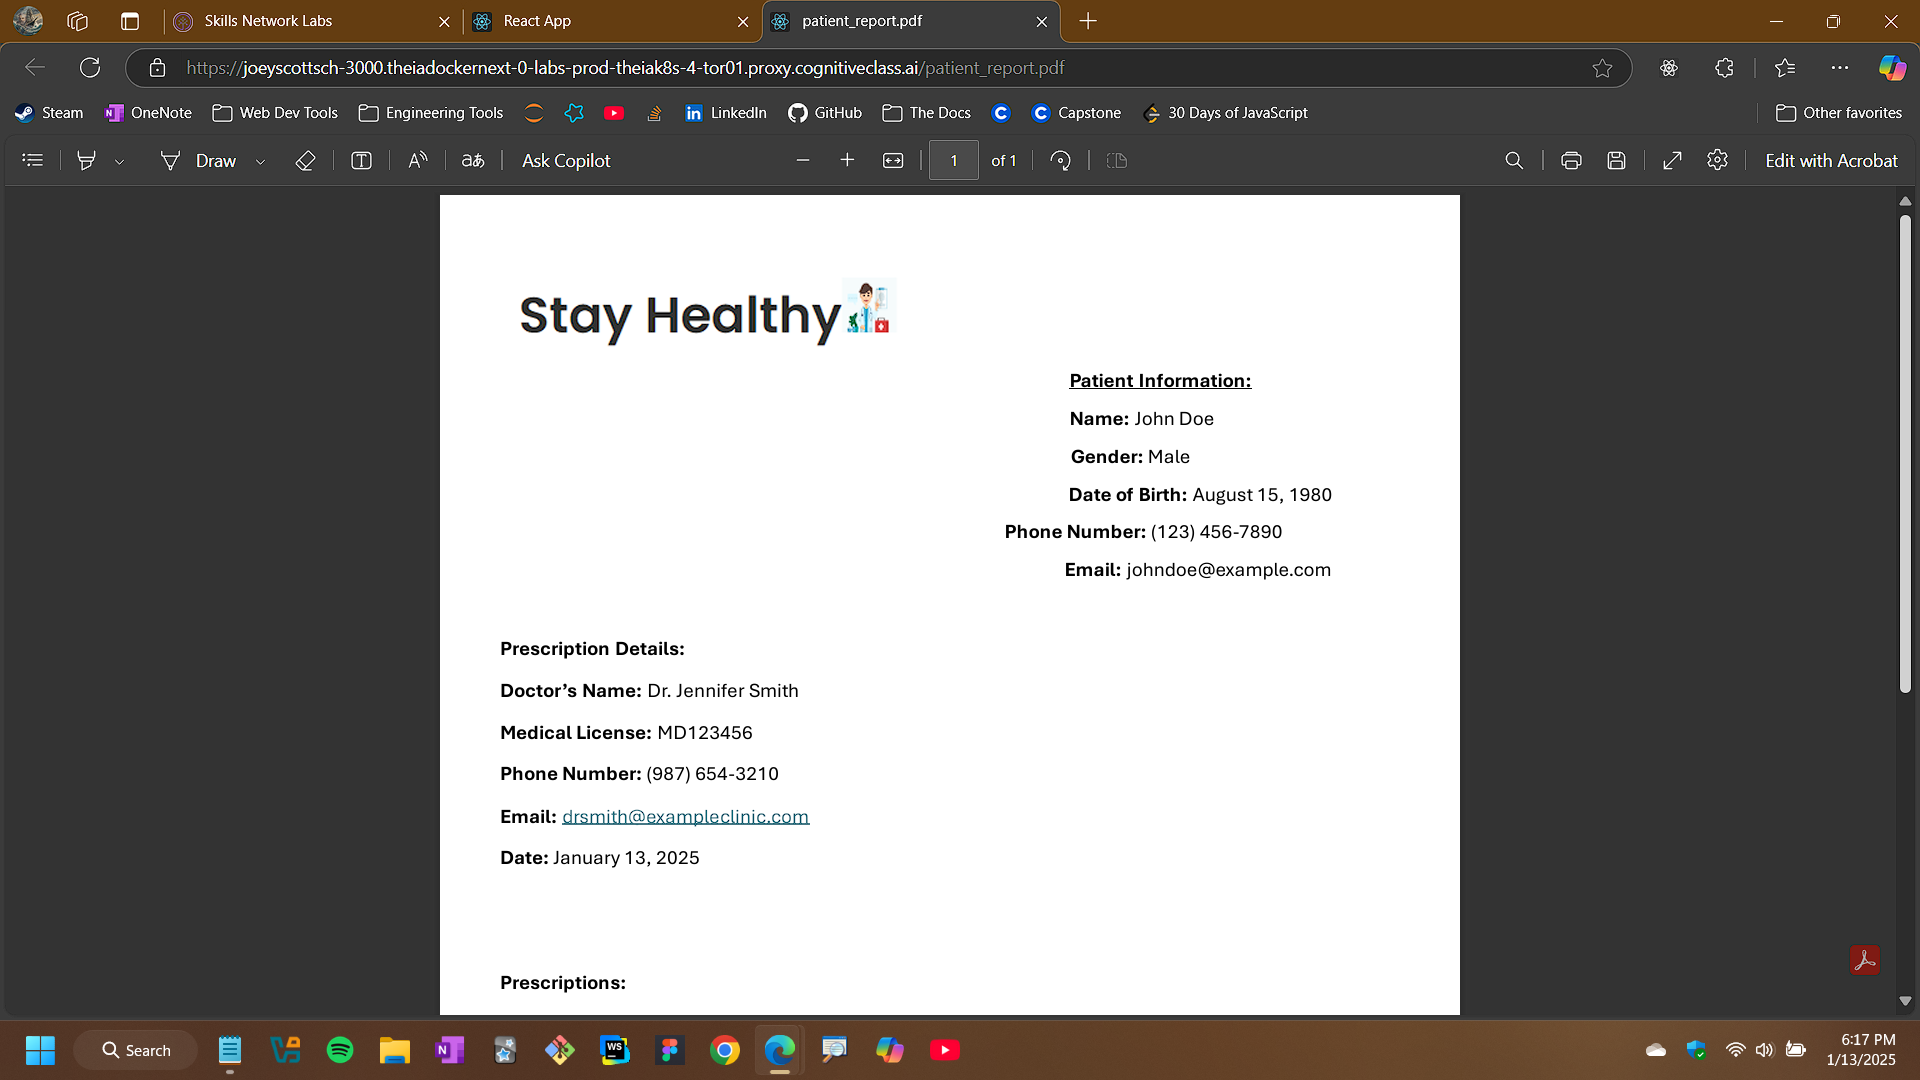 Skills Network Labs
React App
patient_report.pdf
https://joeyscottsch-3000.theiadockernext-0-labs-prod-theiak8s-4-tor01.proxy.cognitiveclass.ai/patient_report.pdf
Steam
OneNote
Web Dev Tools
Engineering Tools
LinkedIn
GitHub
The Docs
Capstone
30 Days of JavaScript
Other favorites
Draw
aあ
Ask Copilot
1 of 1
Edit with Acrobat
Stay Healthy
Patient Information:
Name: John Doe
Gender: Male
Date of Birth: August 15, 1980
Phone Number: (123) 456-7890
Email: johndoe@example.com
Prescription Details:
Doctor’s Name: Dr. Jennifer Smith
Medical License: MD123456
Phone Number: (987) 654-3210
Email: drsmith@exampleclinic.com
Date: January 13, 2025
Prescriptions:
Search
WS
6:17 PM
1/13/2025